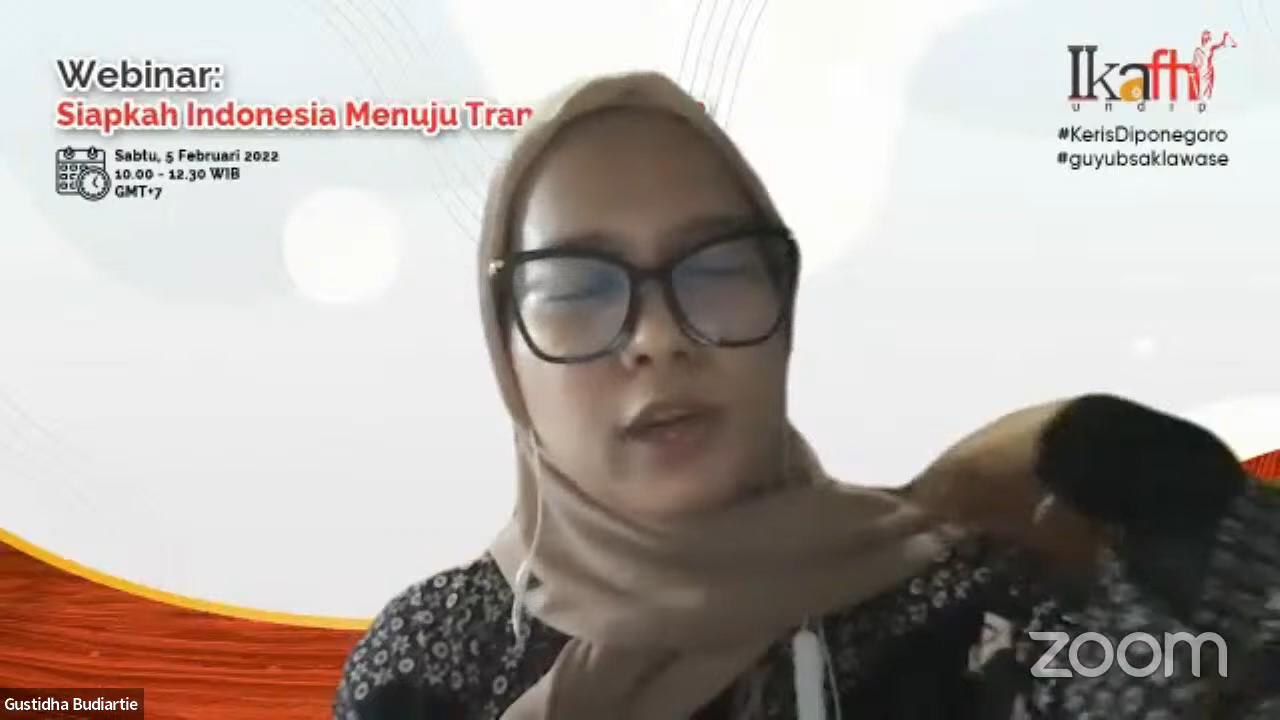 Webinar:
Siapkah Indonesia Menuju
Sabtu, 5 Februari 2022
10.00 - 12.30 WIB
GMT+7
Ikafh
undip
#KerisDiponegoro
#guyubsaklawase
zoom
Gustidha Budiartie